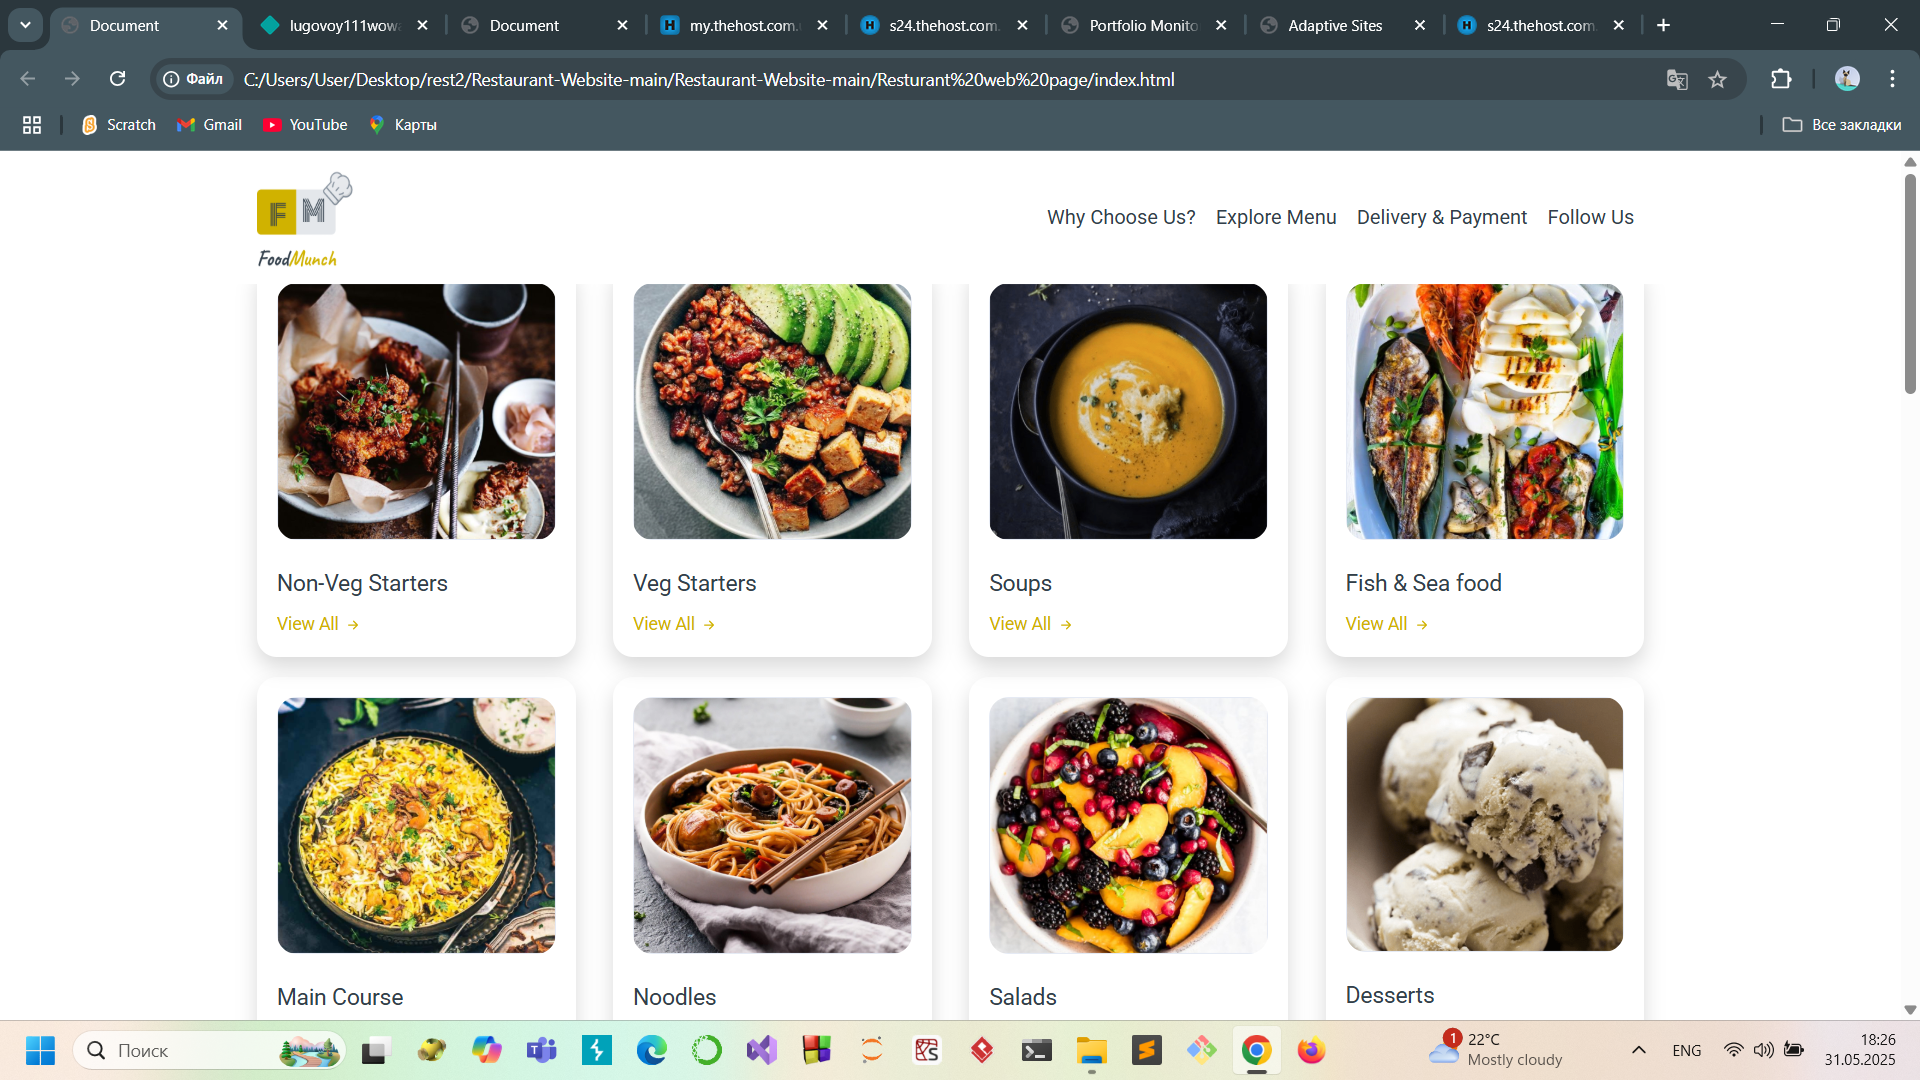 Document
lugovoy111wow
Document
my.thehost.com.
s24.thehost.com.
Portfolio Monito
Adaptive Sites
s24.thehost.com.
Файл
C:/Users/User/Desktop/rest2/Restaurant-Website-main/Restaurant-Website-main/Resturant%20web%20page/index.html
Scratch
Gmail
YouTube
Карты
Все закладки
F M
FoodMunch
Why Choose Us?
Explore Menu
Delivery & Payment
Follow Us
Non-Veg Starters
View All →
Veg Starters
View All →
Soups
View All →
Fish & Sea food
View All →
Main Course
Noodles
Salads
Desserts
Поиск
1
22°C
Mostly cloudy
ENG
18:26
31.05.2025